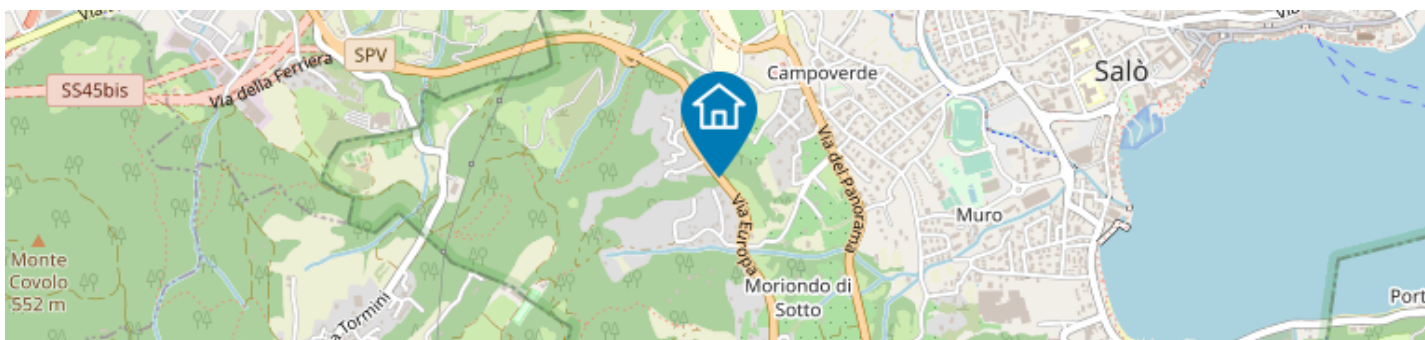 SPV
Campoverde
Salò
SS45bis
Via della Ferriera
Via del Panorama
Muro
Via Europa
Monte
Covolo
552 m
Moriondo di
Sotto
Tormini
Port